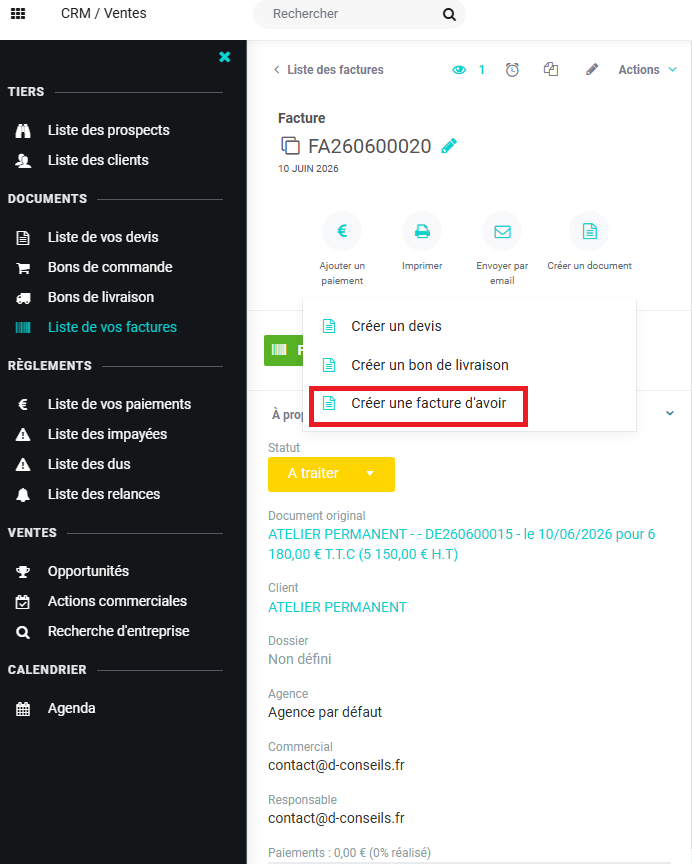 CRM / Ventes
Rechercher
TIERS
Liste des prospects
Liste des clients
DOCUMENTS
Liste de vos devis
Bons de commande
Bons de livraison
Liste de vos factures
RÈGLEMENTS
Liste de vos paiements
Liste des impayées
Liste des dus
Liste des relances
VENTES
Opportunités
Actions commerciales
Recherche d'entreprise
CALENDRIER
Agenda
Liste des factures
1
Actions
Facture
FA260600020
10 JUIN 2026
Ajouter un
paiement
Imprimer
Envoyer par
email
Créer un document
Créer un devis
Créer un bon de livraison
Créer une facture d'avoir
F
À prop
Statut
A traiter
Document original
ATELIER PERMANENT - - DE260600015 - le 10/06/2026 pour 6
180,00 € T.T.C (5 150,00 € H.T)
Client
ATELIER PERMANENT
Dossier
Non défini
Agence
Agence par défaut
Commercial
contact@d-conseils.fr
Responsable
contact@d-conseils.fr
Paiements : 0,00 € (0% réalisé)